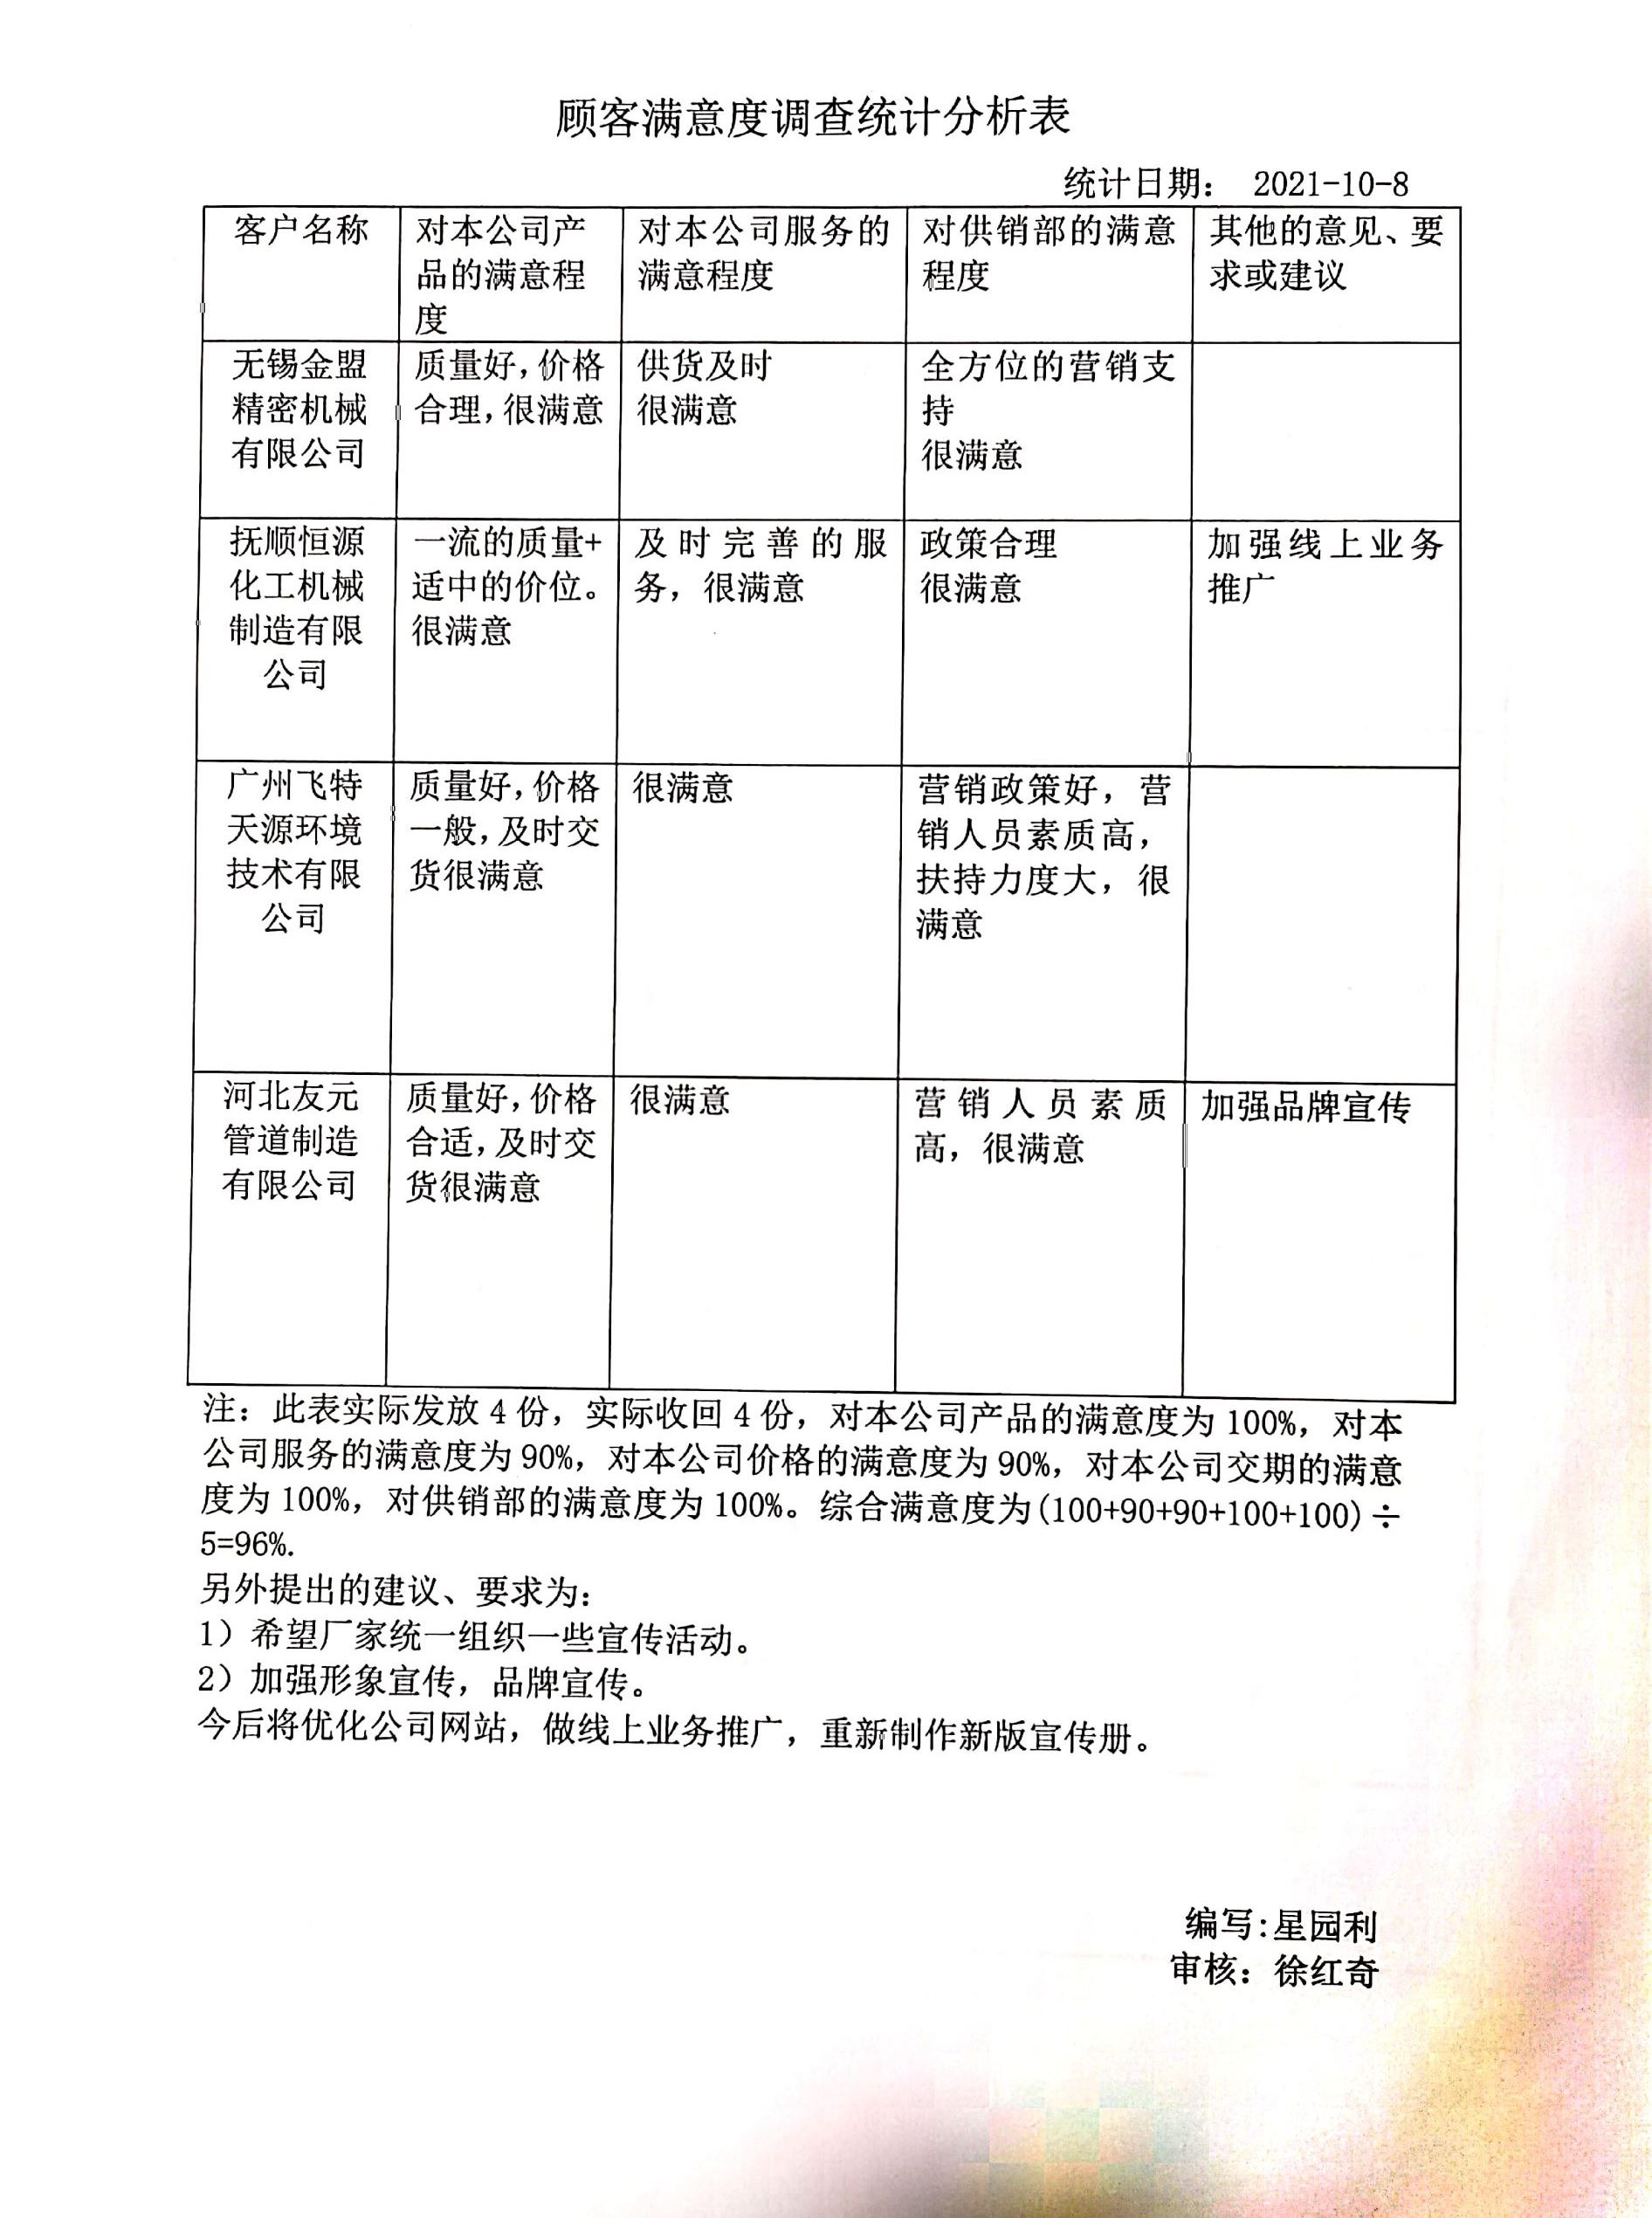 顾客满意度调查统计分析表
统计日期： 2021-10-8
客户名称
对本公司产
品的满意程
度
对本公司服务的
满意程度
对供销部的满意
程度
其他的意见、要
求或建议
无锡金盟
精密机械
有限公司
质量好，价格
合理，很满意
供货及时
很满意
全方位的营销支
持
很满意
抚顺恒源
化工机械
制造有限
公司
一流的质量+
适中的价位。
很满意
及时完善的服
务，很满意
政策合理
很满意
加强线上业务
推广
广州飞特
天源环境
技术有限
公司
质量好，价格
一般，及时交
货很满意
很满意
营销政策好，营
销人员素质高，
扶持力度大，很
满意
河北友元
管道制造
有限公司
质量好，价格
合适，及时交
货很满意
很满意
营销人员素质
高，很满意
加强品牌宣传
注：此表实际发放4份，实际收回4份，对本公司产品的满意度为100%，对本
公司服务的满意度为90%，对本公司价格的满意度为90%，对本公司交期的满意
度为100%，对供销部的满意度为100%。综合满意度为(100+90+90+100+100)÷
5=96%.
另外提出的建议、要求为：
1）希望厂家统一组织一些宣传活动。
2）加强形象宣传，品牌宣传。
今后将优化公司网站，做线上业务推广，重新制作新版宣传册。
编写：星园利
审核：徐红奇